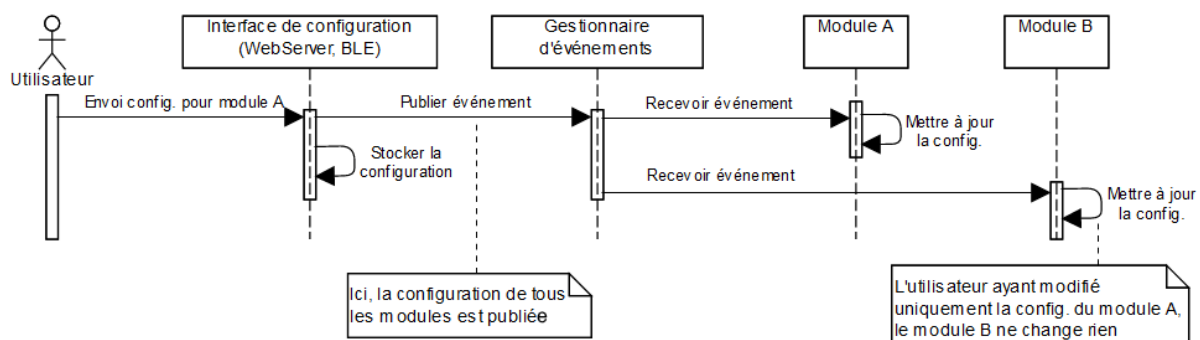 Interface de configuration
(WebServer, BLE)
Gestionnaire
d'événements
Module A
Module B
Utilisateur
Envoi config. pour module A
Publier événement
Recevoir événement
Mettre à jour
la config.
Stocker la
configuration
Recevoir événement
Mettre à jour
la config.
Ici, la configuration de tous
les modules est publiée
L'utilisateur ayant modifié
uniquement la config. du module A,
le module B ne change rien